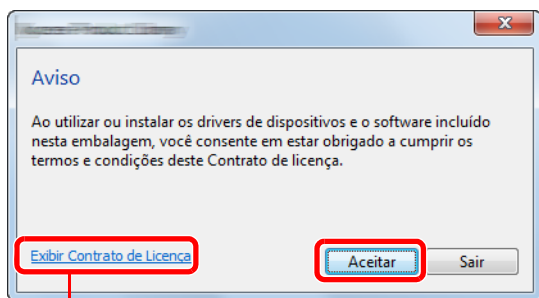 Aviso
Ao utilizar ou instalar os drivers de dispositivos e o software incluído
nesta embalagem, você consente em estar obrigado a cumprir os
termos e condições deste Contrato de licença.
Exibir Contrato de Licença
Aceitar
Sair